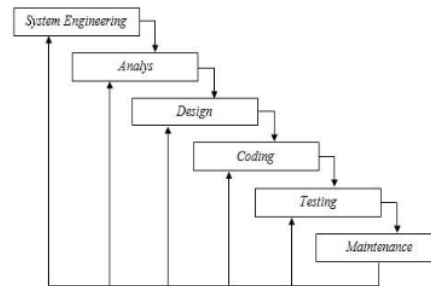 System Engineering
Analys
Design
Coding
Testing
Maintenance